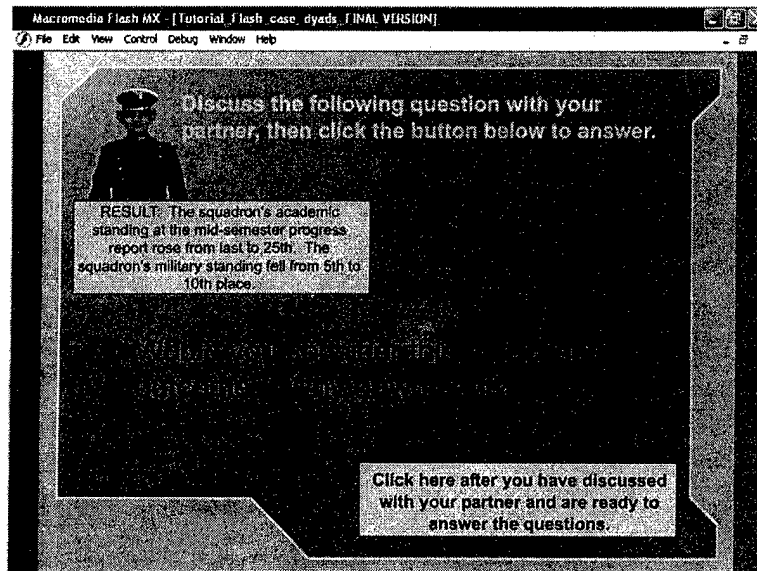 Macromedia Flash MX - [Tutorial_Flash_case_dyads_FINAL VERSION]
File Edit View Control Debug Window Help
Discuss the following question with your
partner, then click the button below to answer.
RESULT: The squadron's academic
standing at the mid-semester progress
report rose from last to 25th. The
squadron's military standing fell from 5th to
10th place.
Click here after you have discussed
with your partner and are ready to
answer the questions.